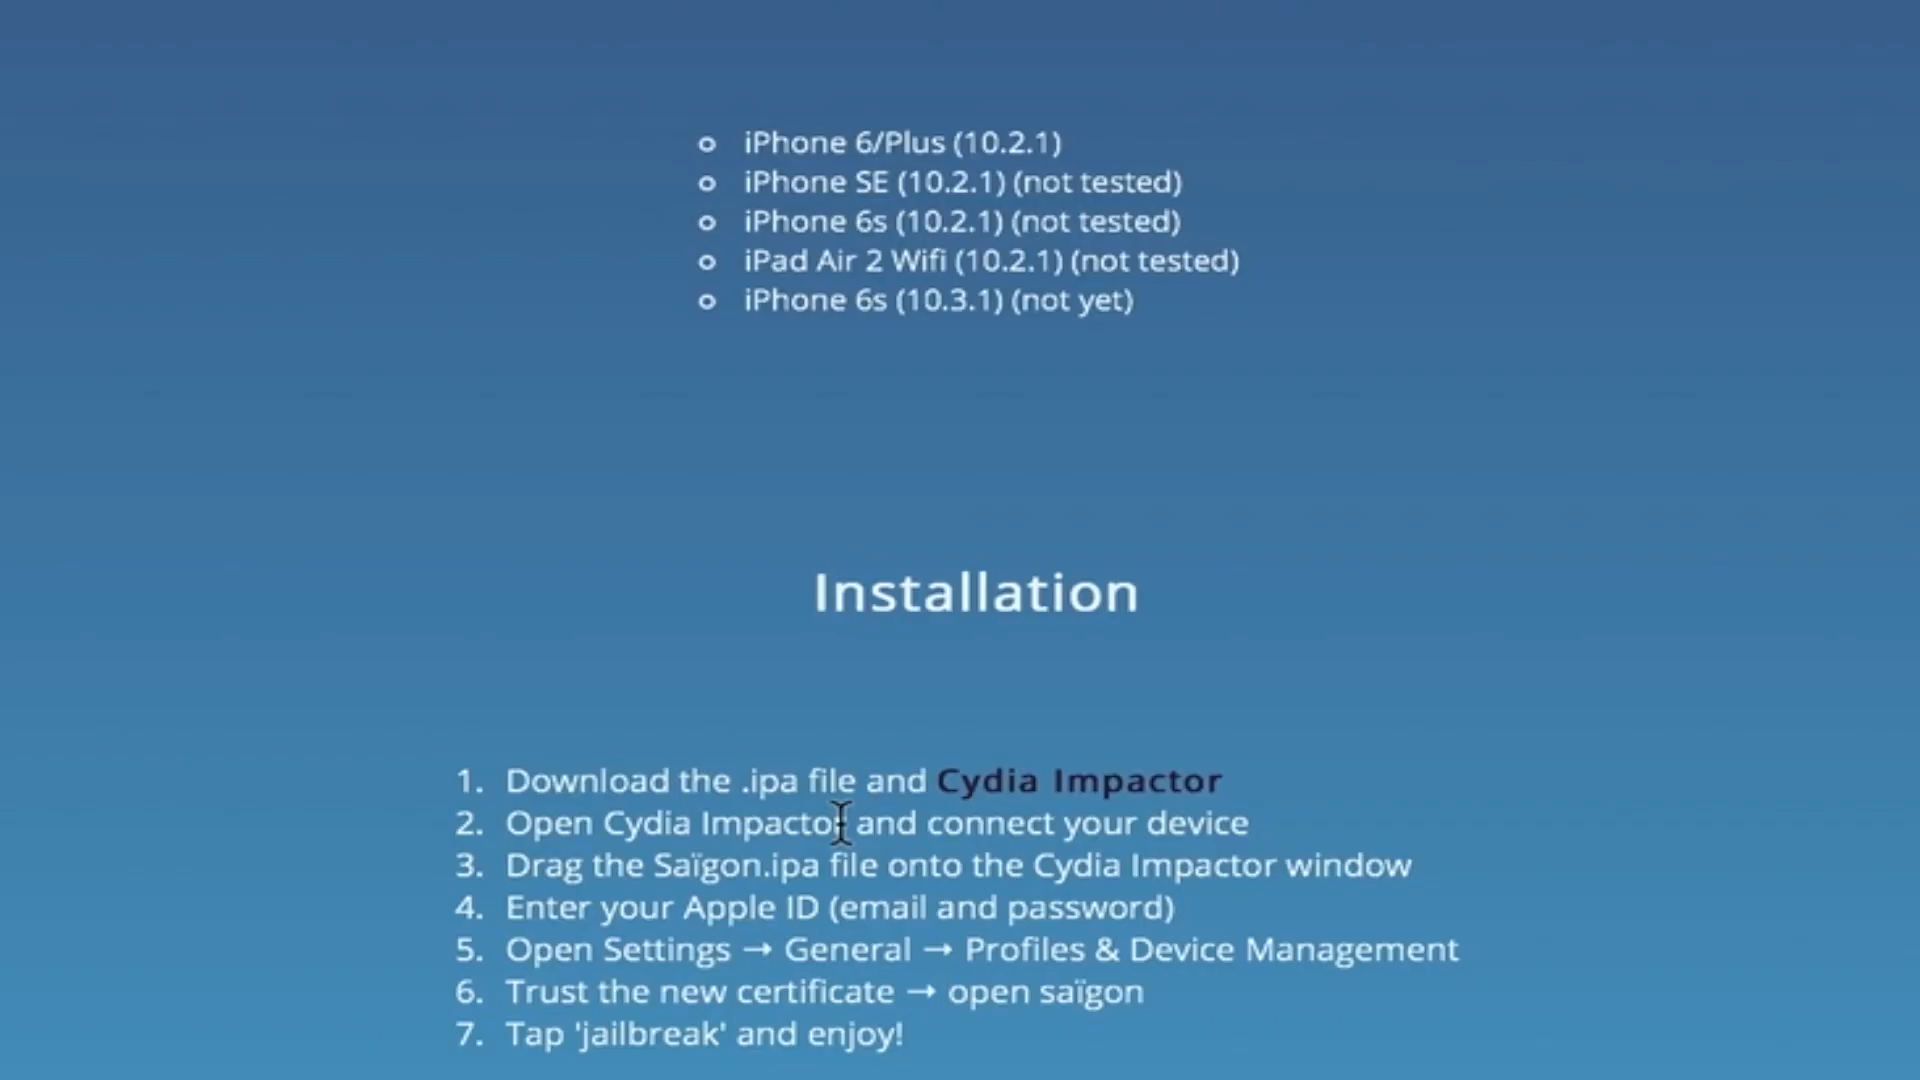 iPhone 6/Plus (10.2.1)
iPhone SE (10.2.1) (not tested)
iPhone 6s (10.2.1) (not tested)
iPad Air 2 Wifi (10.2.1) (not tested)
iPhone 6s (10.3.1) (not yet)
Installation
1. Download the .ipa file and Cydia Impactor
2. Open Cydia Impactor and connect your device
3. Drag the Saïgon.ipa file onto the Cydia Impactor window
4. Enter your Apple ID (email and password)
5. Open Settings → General → Profiles & Device Management
6. Trust the new certificate → open saïgon
7. Tap 'jailbreak' and enjoy!